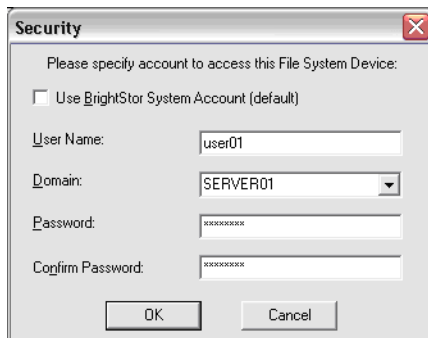 Security
Please specify account to access this File System Device:
Use BrightStor System Account (default)
User Name: user01
Domain: SERVER01
Password: ********
Confirm Password: ********
OK Cancel